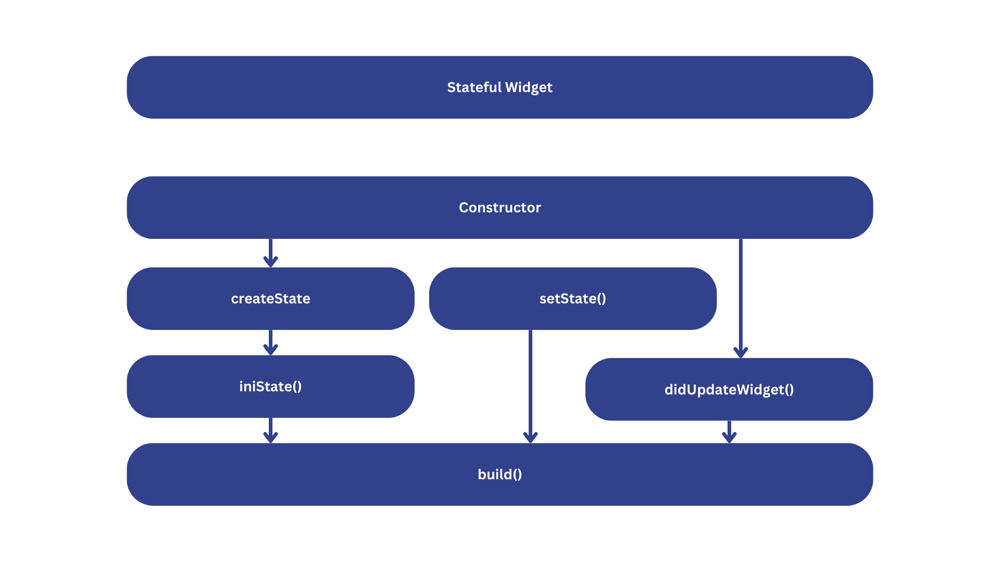 Stateful Widget
Constructor
createState
setState()
iniState()
didUpdateWidget()
build()